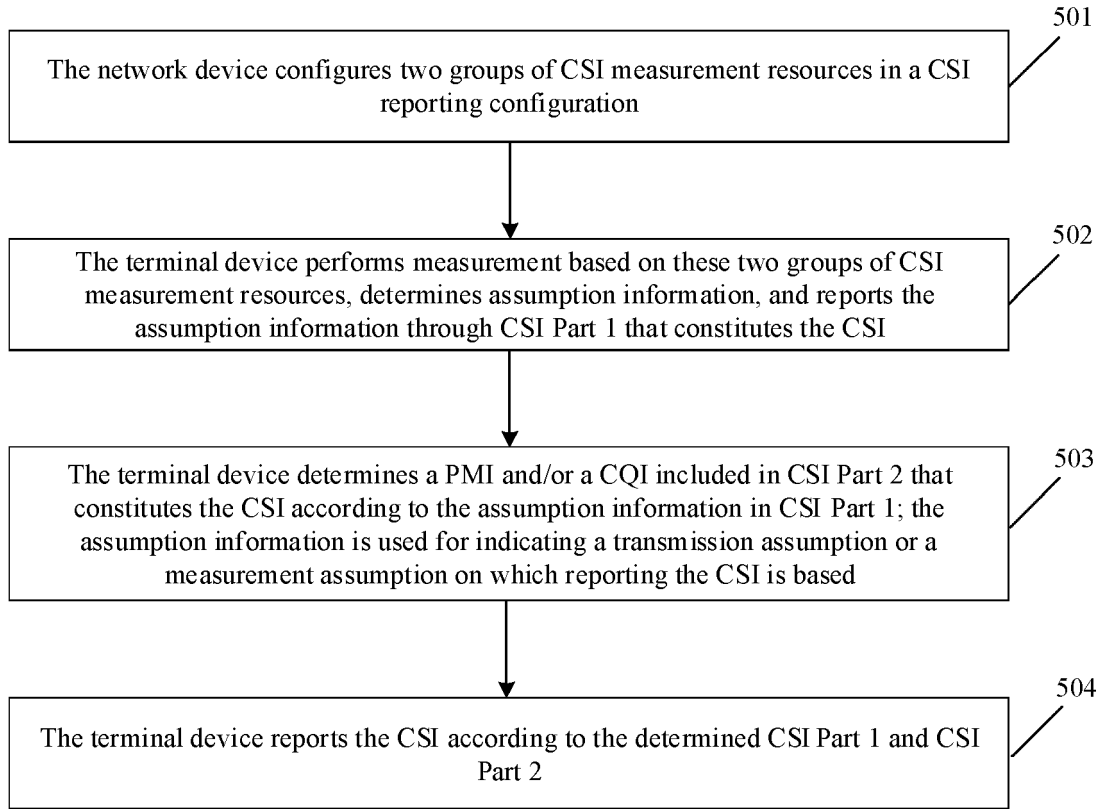 501
The network device configures two groups of CSI measurement resources in a CSI
reporting configuration
502
The terminal device performs measurement based on these two groups of CSI
measurement resources, determines assumption information, and reports the
assumption information through CSI Part 1 that constitutes the CSI
503
The terminal device determines a PMI and/or a CQI included in CSI Part 2 that
constitutes the CSI according to the assumption information in CSI Part 1; the
assumption information is used for indicating a transmission assumption or a
measurement assumption on which reporting the CSI is based
504
The terminal device reports the CSI according to the determined CSI Part 1 and CSI
Part 2